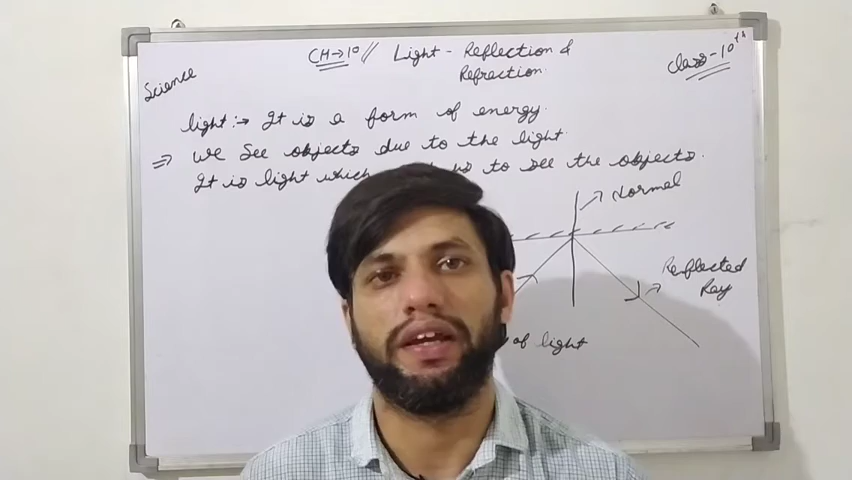 Science
CH→10 // Light - Reflection &
Refraction
Class-10th
light:→ It is a form of energy.
⇒ We see objects due to the light
It is light which us to see the objects.
Normal
Reflected
Ray
of light